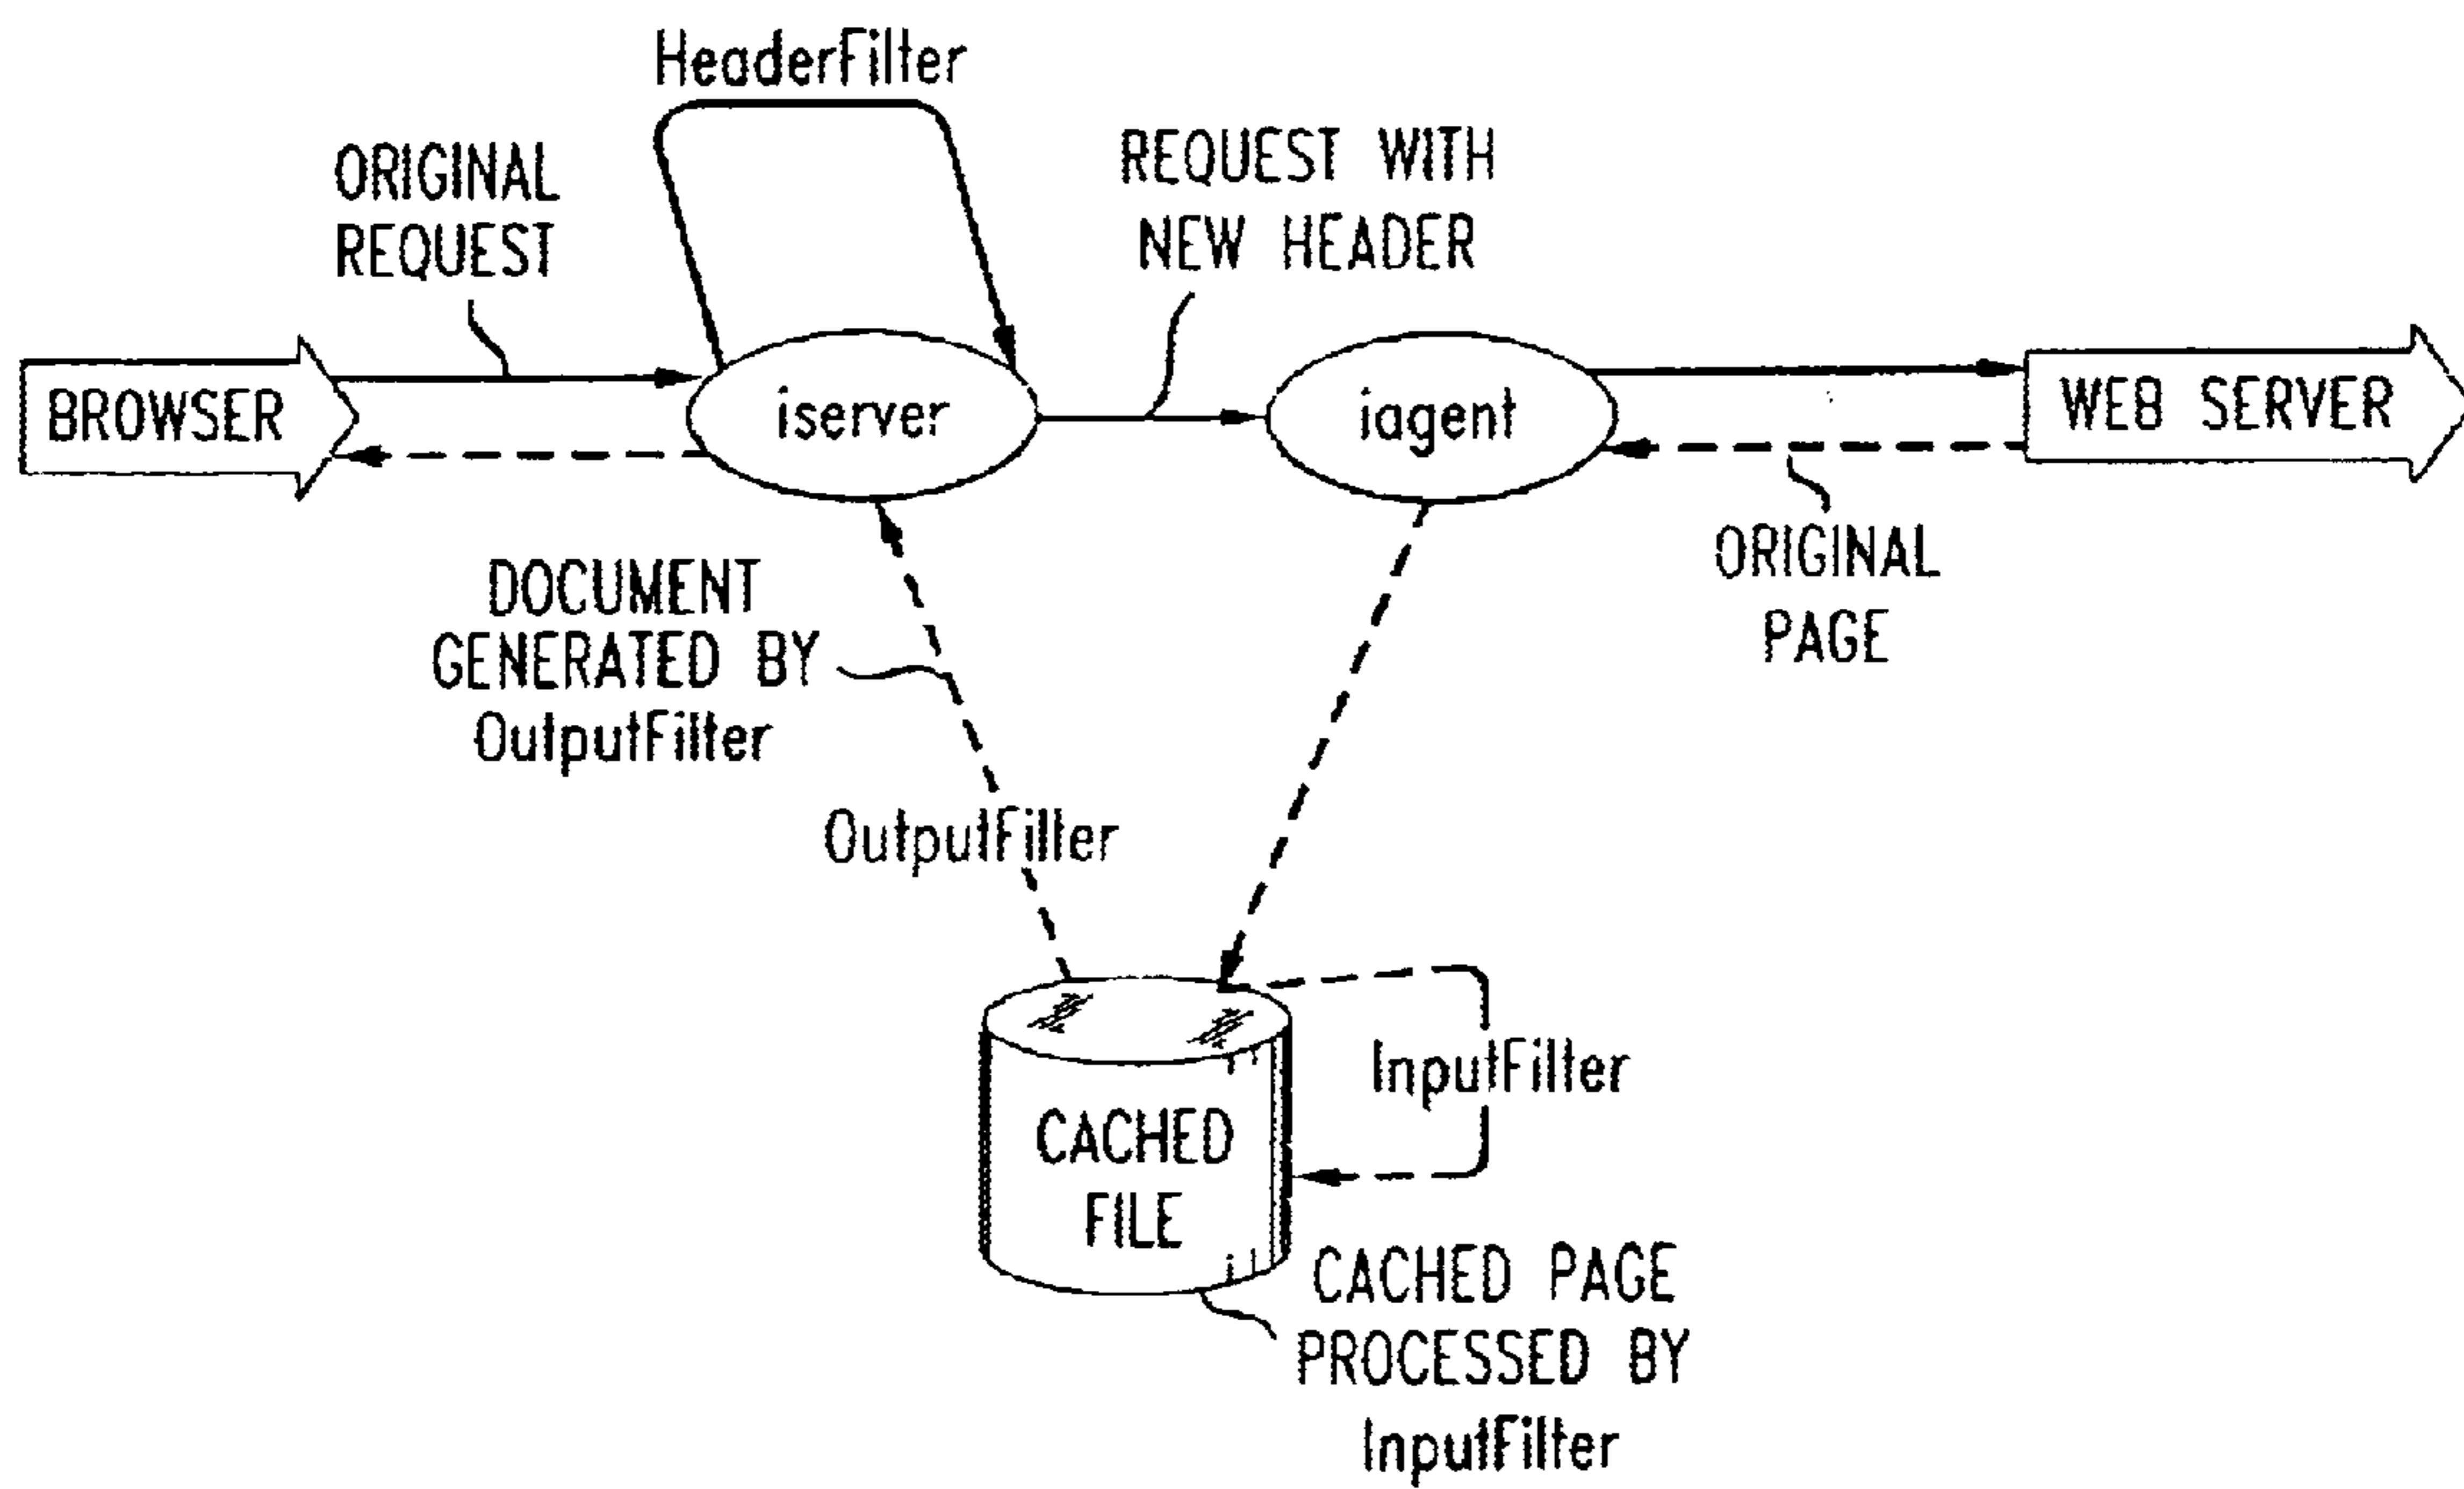 HeaderFilter
ORIGINAL
REQUEST
REQUEST WITH
NEW HEADER
BROWSER
iserver
iagent
WEB SERVER
ORIGINAL
PAGE
DOCUMENT
GENERATED BY
OutputFilter
OutputFilter
InputFilter
CACHED
FILE
CACHED PAGE
PROCESSED BY
InputFilter